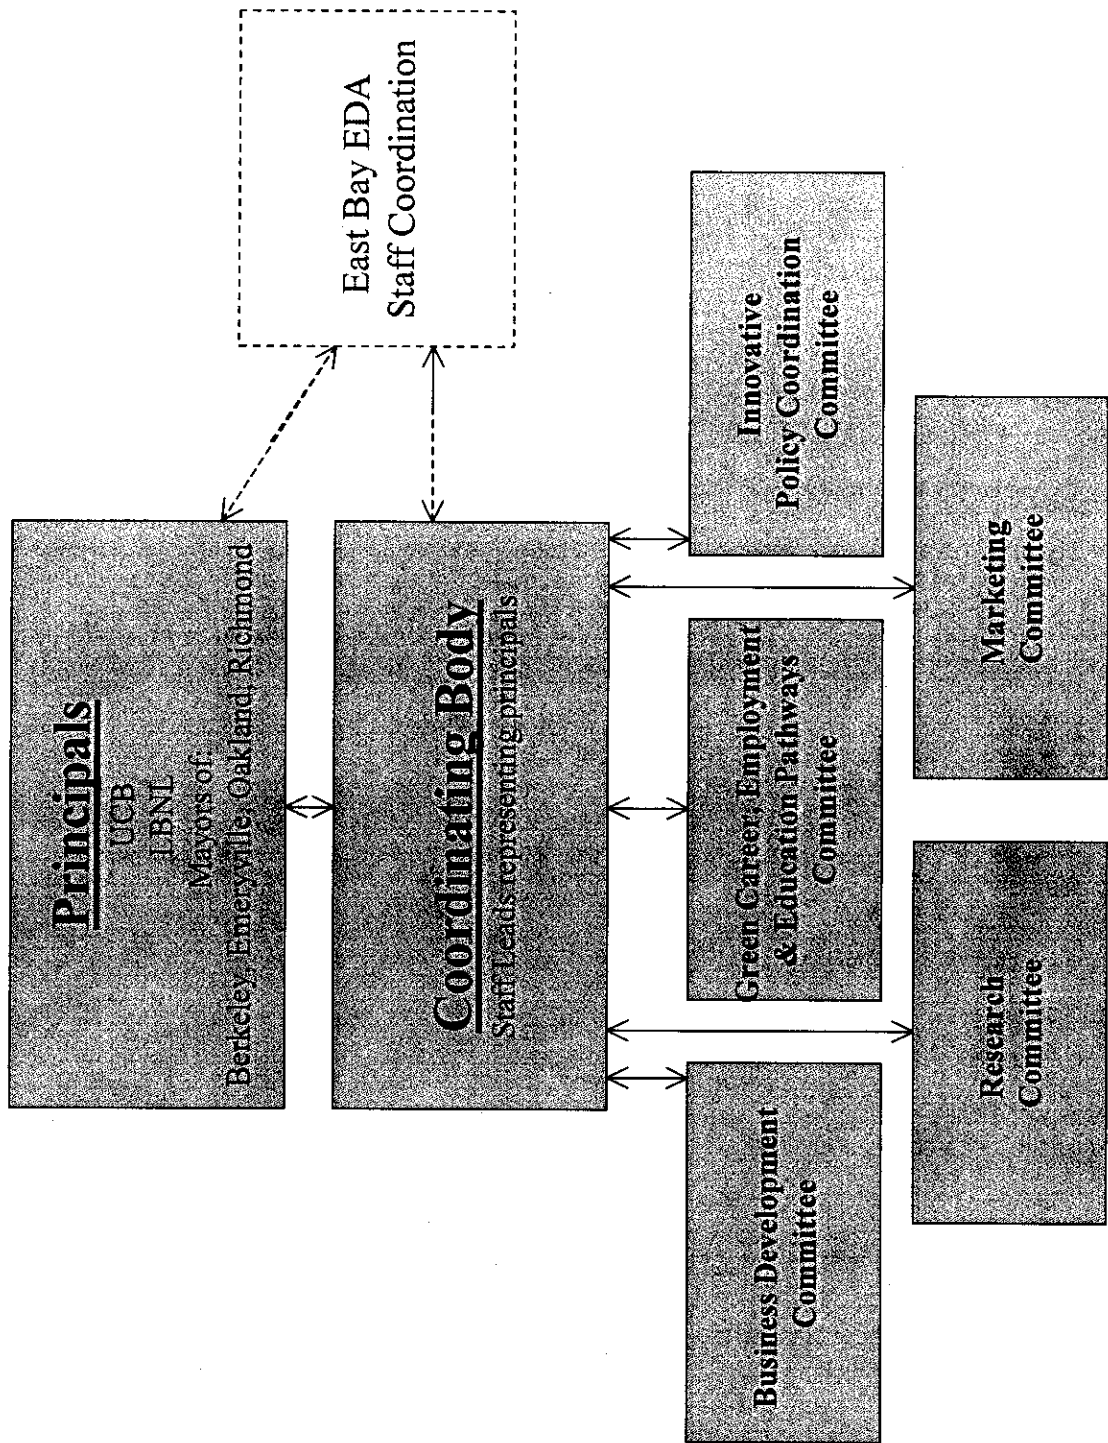 Principals
UCB
LBNL
Mayors of:
Berkeley, Emeryville, Oakland, Richmond
East Bay EDA
Staff Coordination
Coordinating Body
Staff Leads representing principals
Business Development
Committee
Research
Committee
Green Career, Employment
& Education Pathways
Committee
Marketing
Committee
Innovative
Policy Coordination
Committee